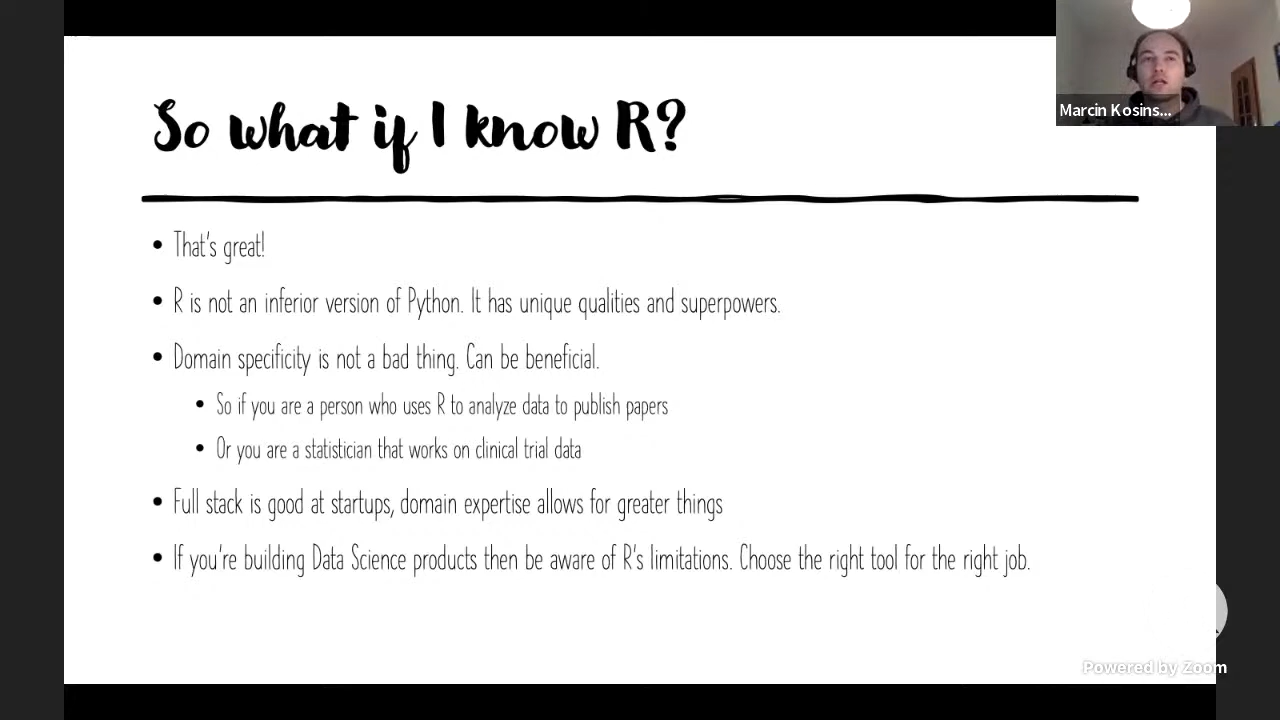 So what if I know R?
Marcin Kosins...
• That's great!
• R is not an inferior version of Python. It has unique qualities and superpowers.
• Domain specificity is not a bad thing. Can be beneficial.
• So if you are a person who uses R to analyze data to publish papers
• Or you are a statistician that works on clinical trial data
• Full stack is good at startups, domain expertise allows for greater things
• If you're building Data Science products then be aware of R's limitations. Choose the right tool for the right job.
Powered by Zoom